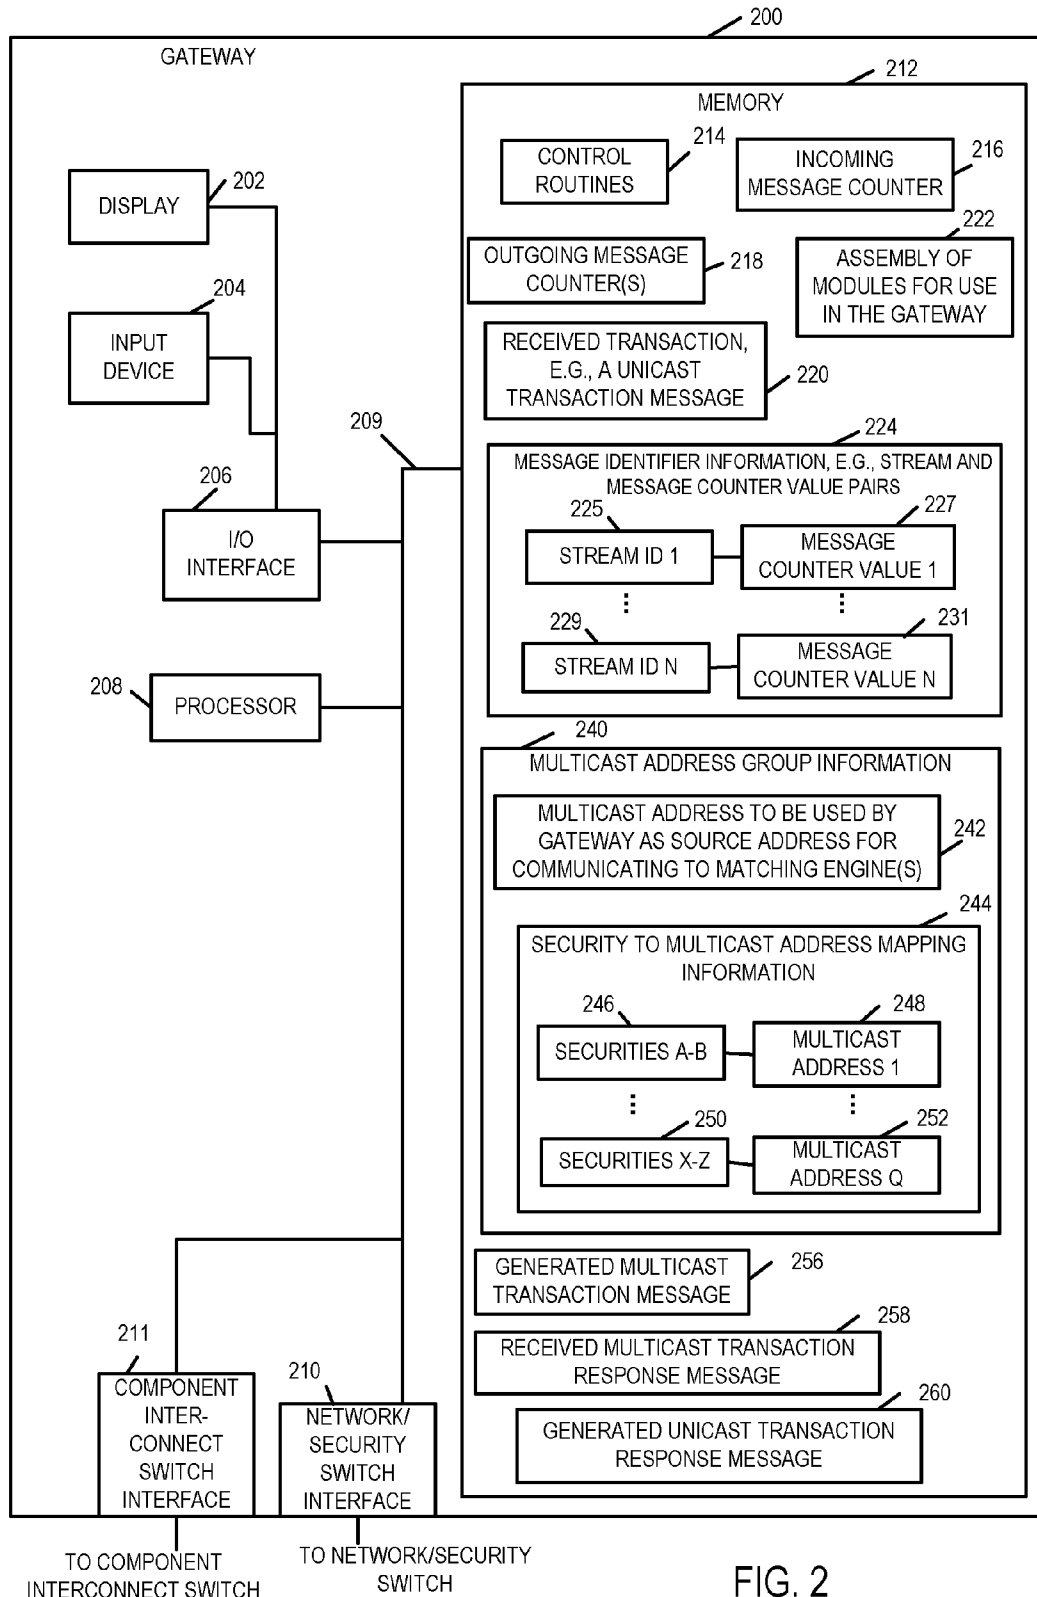 200
GATEWAY
212
MEMORY
CONTROL
ROUTINES
214
INCOMING
MESSAGE COUNTER
216
DISPLAY
202
OUTGOING MESSAGE
COUNTER(S)
218
222
ASSEMBLY OF
MODULES FOR USE
IN THE GATEWAY
204
INPUT
DEVICE
RECEIVED TRANSACTION,
E.G., A UNICAST
TRANSACTION MESSAGE
220
209
224
MESSAGE IDENTIFIER INFORMATION, E.G., STREAM AND
MESSAGE COUNTER VALUE PAIRS
206
I/O
INTERFACE
225
STREAM ID 1
227
MESSAGE
COUNTER VALUE 1
229
STREAM ID N
231
MESSAGE
COUNTER VALUE N
208
PROCESSOR
240
MULTICAST ADDRESS GROUP INFORMATION
MULTICAST ADDRESS TO BE USED BY
GATEWAY AS SOURCE ADDRESS FOR
COMMUNICATING TO MATCHING ENGINE(S)
242
244
SECURITY TO MULTICAST ADDRESS MAPPING
INFORMATION
246
SECURITIES A-B
248
MULTICAST
ADDRESS 1
250
SECURITIES X-Z
252
MULTICAST
ADDRESS Q
GENERATED MULTICAST
TRANSACTION MESSAGE
256
258
RECEIVED MULTICAST TRANSACTION
RESPONSE MESSAGE
260
GENERATED UNICAST TRANSACTION
RESPONSE MESSAGE
211
COMPONENT
INTER-
CONNECT
SWITCH
INTERFACE
210
NETWORK/
SECURITY
SWITCH
INTERFACE
TO COMPONENT
INTERCONNECT SWITCH
TO NETWORK/SECURITY
SWITCH
FIG. 2